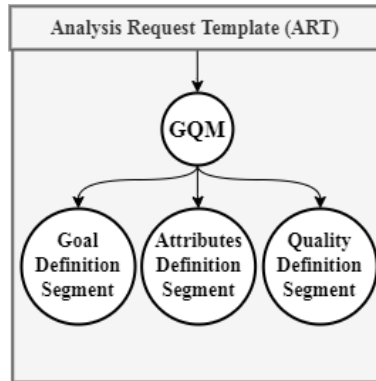 Analysis Request Template (ART)
GQM
Goal
Definition
Segment
Attributes
Definition
Segment
Quality
Definition
Segment